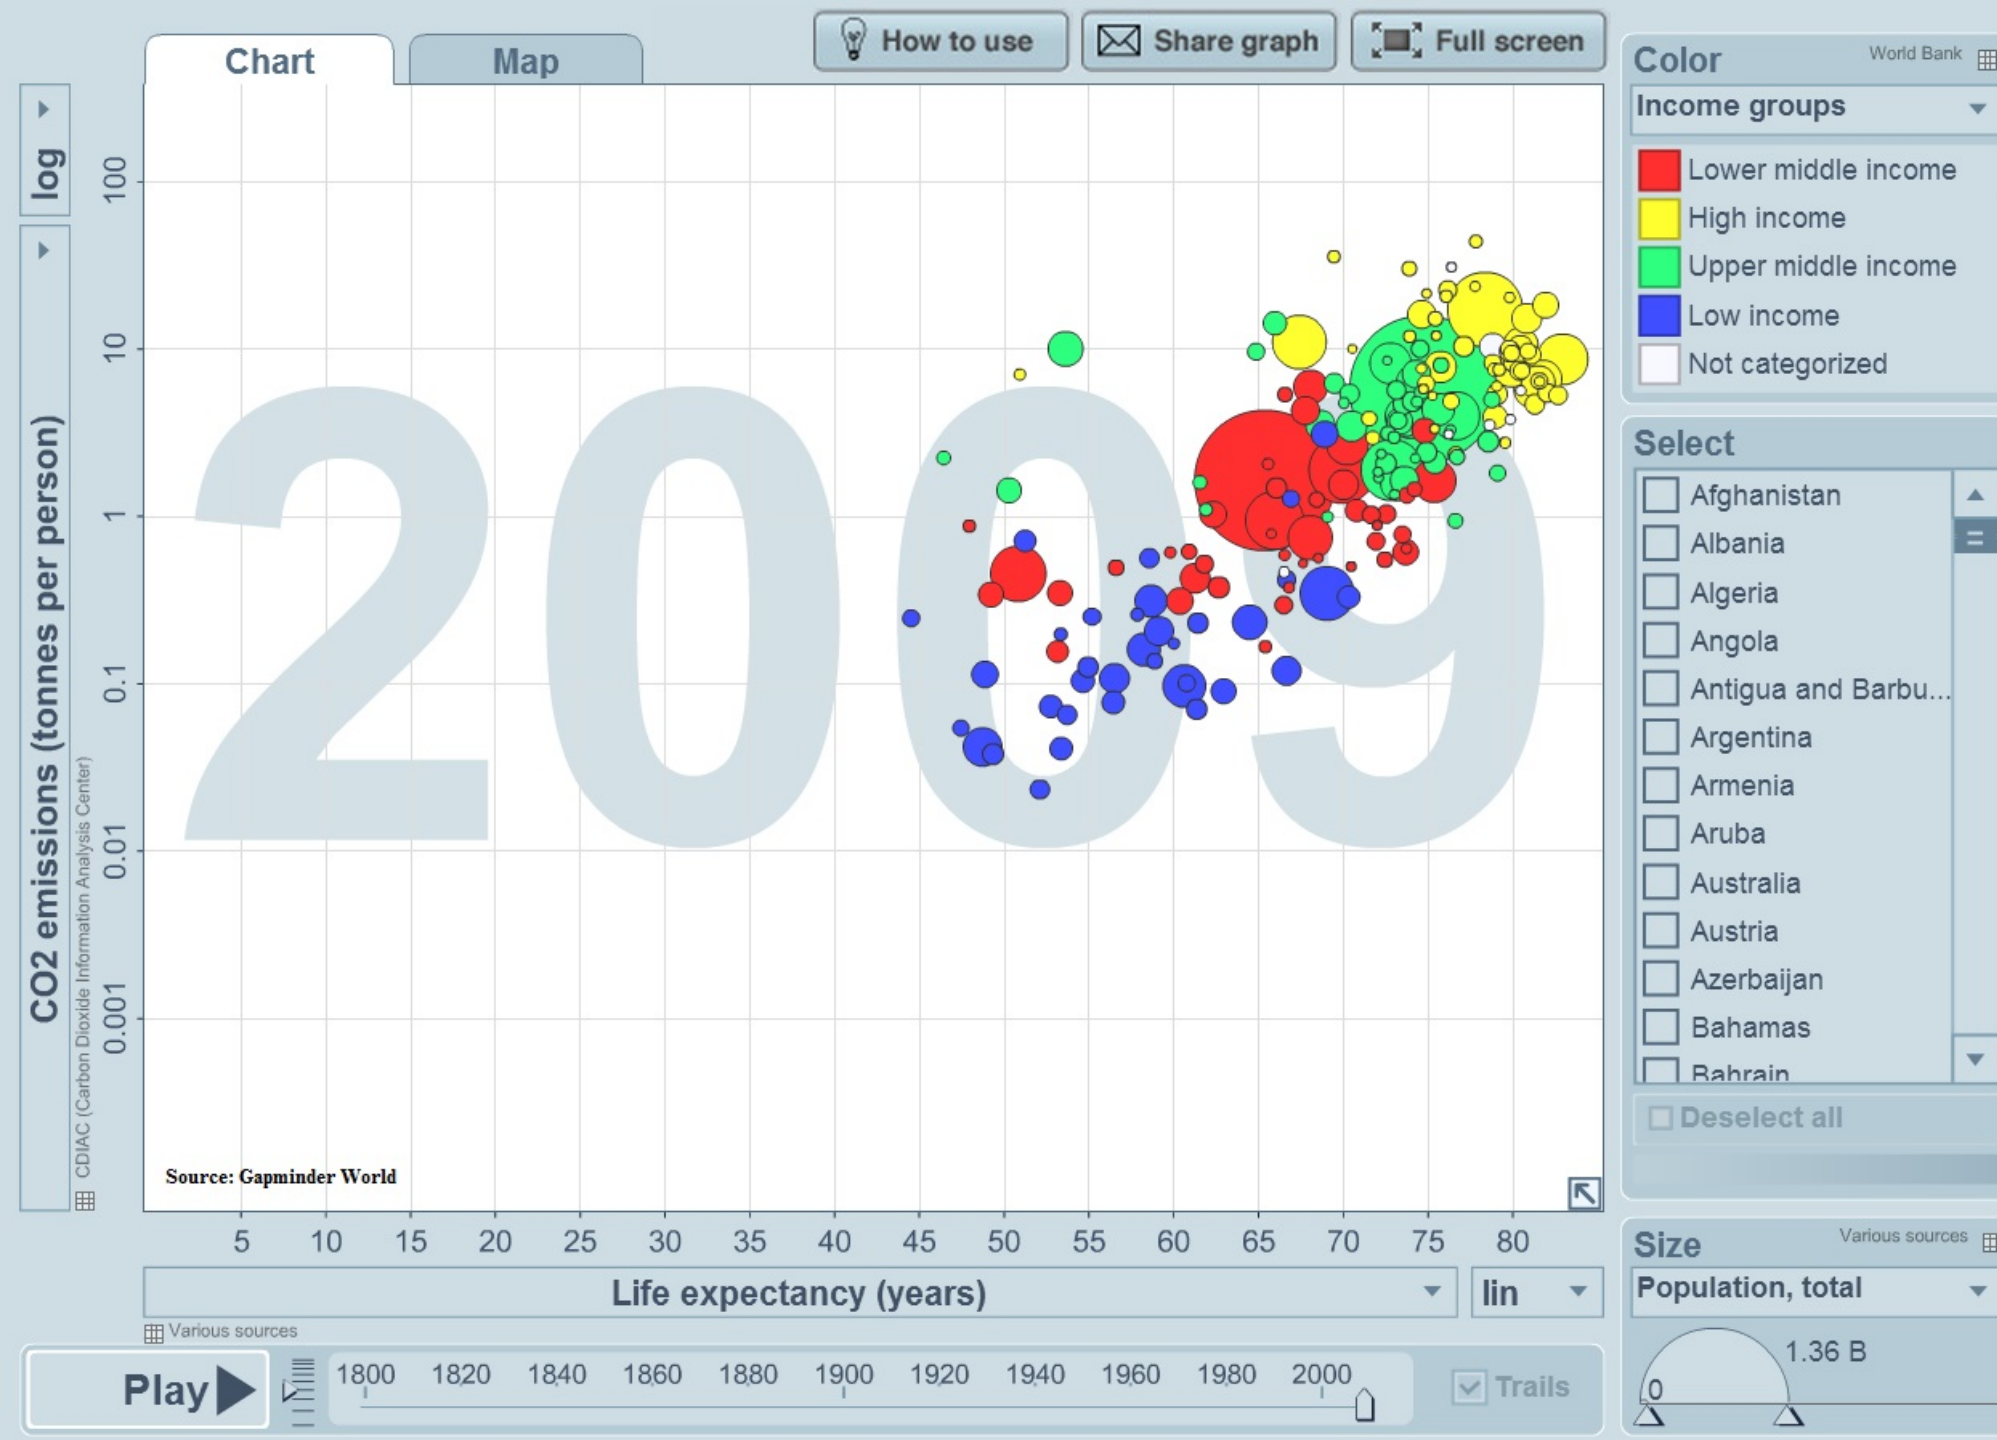 Chart
Map
How to use
Share graph
Full screen
log
CO2 emissions (tonnes per person)
CDIAC (Carbon Dioxide Information Analysis Center)
100
10
1
0.1
0.01
0.001
2009
Source: Gapminder World
5 10 15 20 25 30 35 40 45 50 55 60 65 70 75 80
Life expectancy (years)
lin
Various sources
Play
1800 1820 1840 1860 1880 1900 1920 1940 1960 1980 2000
Trails
Color
World Bank
Income groups
Lower middle income
High income
Upper middle income
Low income
Not categorized
Select
Afghanistan
Albania
Algeria
Angola
Antigua and Barbu...
Argentina
Armenia
Aruba
Australia
Austria
Azerbaijan
Bahamas
Bahrain
Deselect all
Size
Various sources
Population, total
1.36 B
0